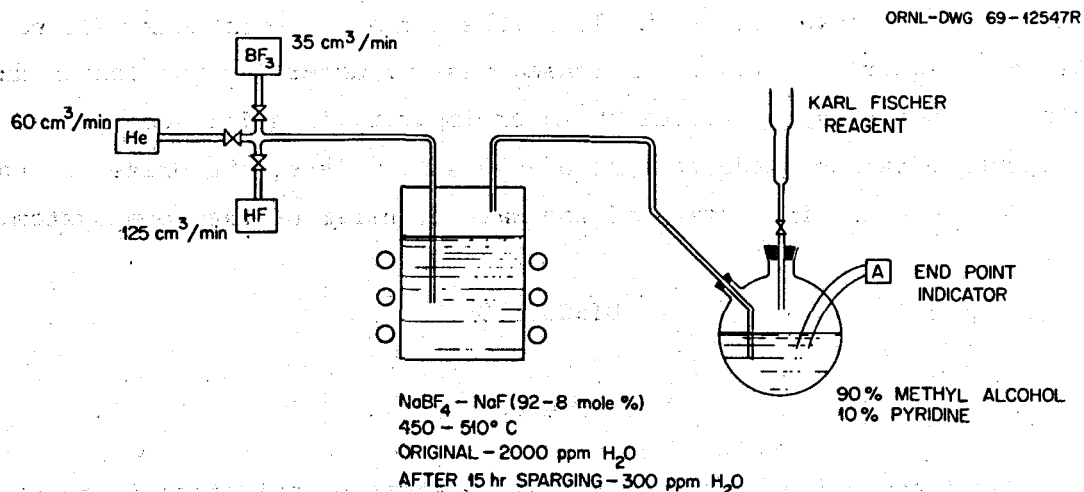 ORNL-DWG 69-12547R
BF3
35 cm3/min
60 cm3/min
He
HF
125 cm3/min
KARL FISCHER
REAGENT
A
END POINT
INDICATOR
90% METHYL ALCOHOL
10% PYRIDINE
NaBF4 – NaF (92-8 mole %)
450 – 510° C
ORIGINAL – 2000 ppm H2O
AFTER 15 hr SPARGING – 300 ppm H2O